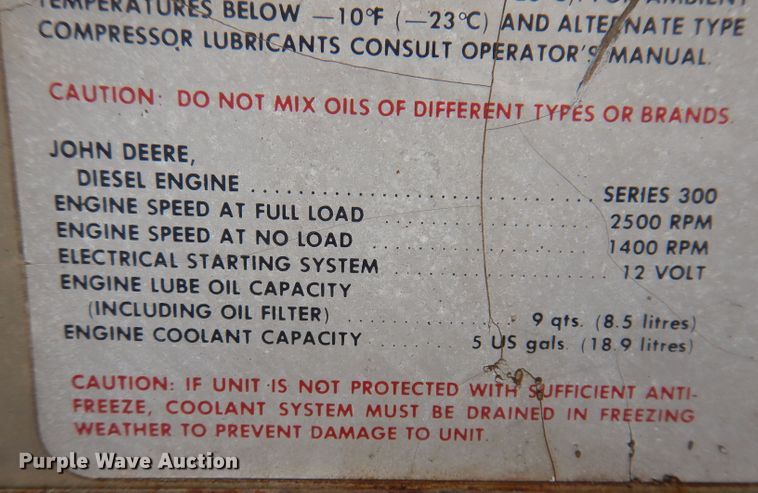 TEMPERATURES BELOW —10°F (—23°C) AND ALTERNATE TYPE
COMPRESSOR LUBRICANTS CONSULT OPERATOR'S MANUAL.
CAUTION: DO NOT MIX OILS OF DIFFERENT TYPES OR BRANDS.
JOHN DEERE,
DIESEL ENGINE ................................ SERIES 300
ENGINE SPEED AT FULL LOAD ...................... 2500 RPM
ENGINE SPEED AT NO LOAD ........................ 1400 RPM
ELECTRICAL STARTING SYSTEM ...................... 12 VOLT
ENGINE LUBE OIL CAPACITY
(INCLUDING OIL FILTER) .................. 9 qts. (8.5 litres)
ENGINE COOLANT CAPACITY ........... 5 US gals. (18.9 litres)
CAUTION: IF UNIT IS NOT PROTECTED WITH SUFFICIENT ANTI-
FREEZE, COOLANT SYSTEM MUST BE DRAINED IN FREEZING
WEATHER TO PREVENT DAMAGE TO UNIT.
Purple Wave Auction